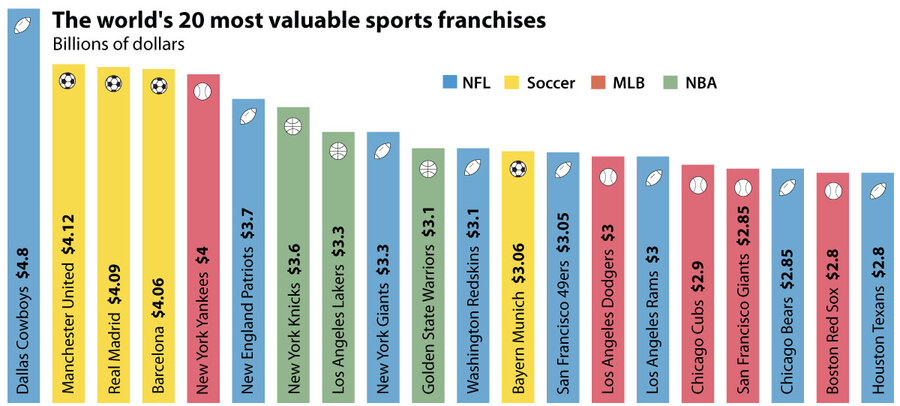 The world's 20 most valuable sports franchises
Billions of dollars
NFL
Soccer
MLB
NBA
Dallas Cowboys $4.8
Manchester United $4.12
Real Madrid $4.09
Barcelona $4.06
New York Yankees $4
New England Patriots $3.7
New York Knicks $3.6
Los Angeles Lakers $3.3
New York Giants $3.3
Golden State Warriors $3.1
Washington Redskins $3.1
Bayern Munich $3.06
San Francisco 49ers $3.05
Los Angeles Dodgers $3
Los Angeles Rams $3
Chicago Cubs $2.9
San Francisco Giants $2.85
Chicago Bears $2.85
Boston Red Sox $2.8
Houston Texans $2.8